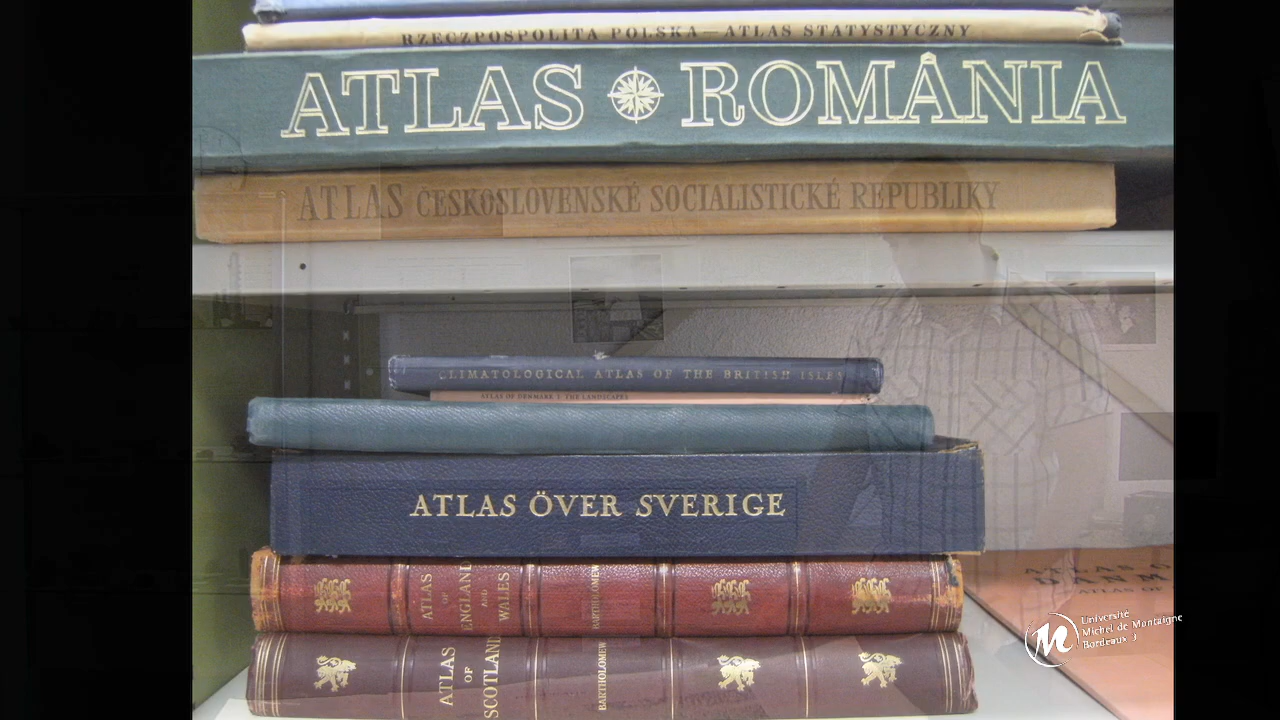 RZECZPOSPOLITA POLSKA — ATLAS STATYSTYCZNY
ATLAS ROMÂNIA
ATLAS ČESKOSLOVENSKÉ SOCIALISTICKÉ REPUBLIKY
CLIMATOLOGICAL ATLAS OF THE BRITISH ISLES
ATLAS OF DENMARK I: THE LANDSCAPES
ATLAS ÖVER SVERIGE
ATLAS
OF
ENGLAND
AND
WALES
BARTHOLOMEW
ATLAS
OF
SCOTLAND
BARTHOLOMEW
ATLAS OF
Université
Michel de Montaigne
Bordeaux 3